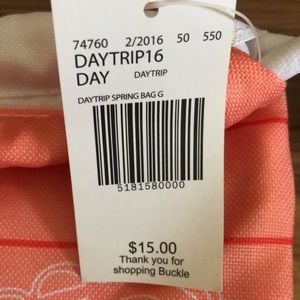 74760 2/2016 50 550
DAYTRIP16
DAY DAYTRIP
DAYTRIP SPRING BAG G
5181580000
$15.00
Thank you for
shopping Buckle